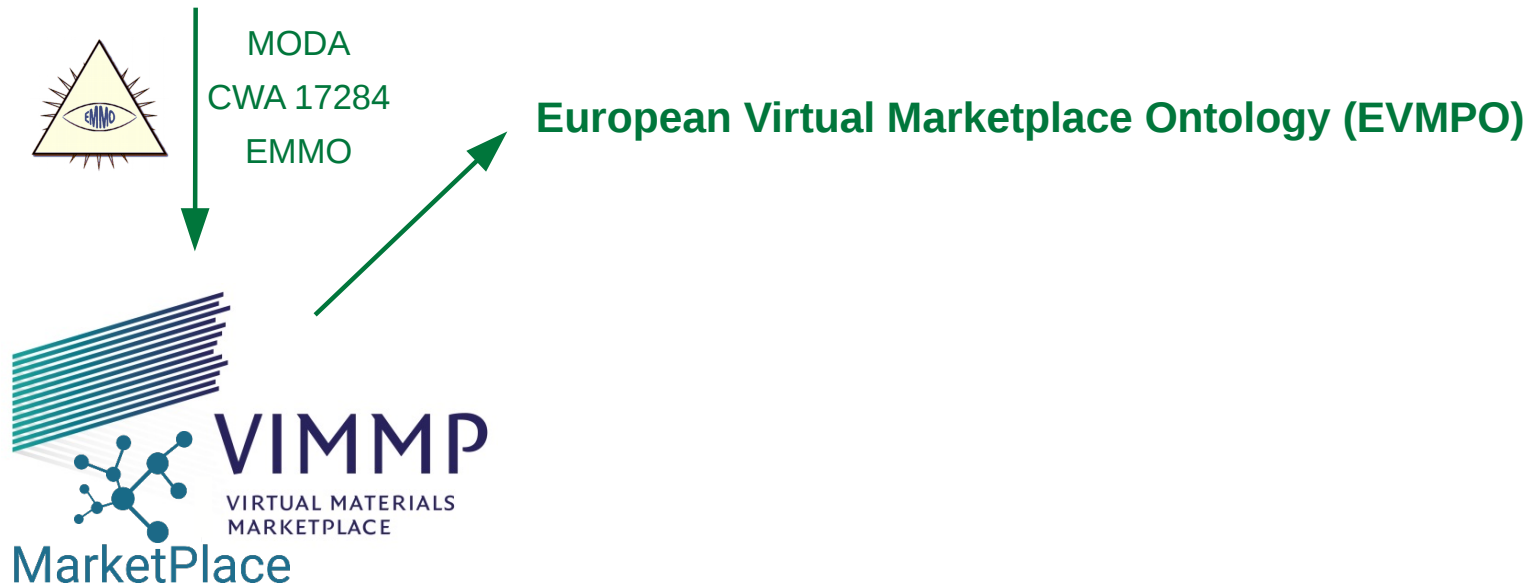 MODA
CWA 17284
EMMO
EMMO
European Virtual Marketplace Ontology (EVMPO)
VIMMP
VIRTUAL MATERIALS
MARKETPLACE
MarketPlace